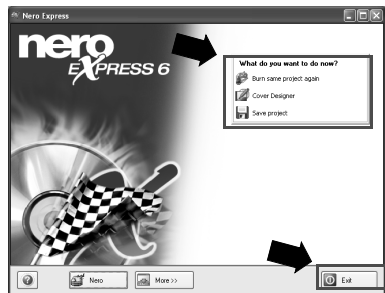 Nero Express
nero
EXPRESS 6
What do you want to do now?
Burn same project again
Cover Designer
Save project
Nero
More >>
Exit